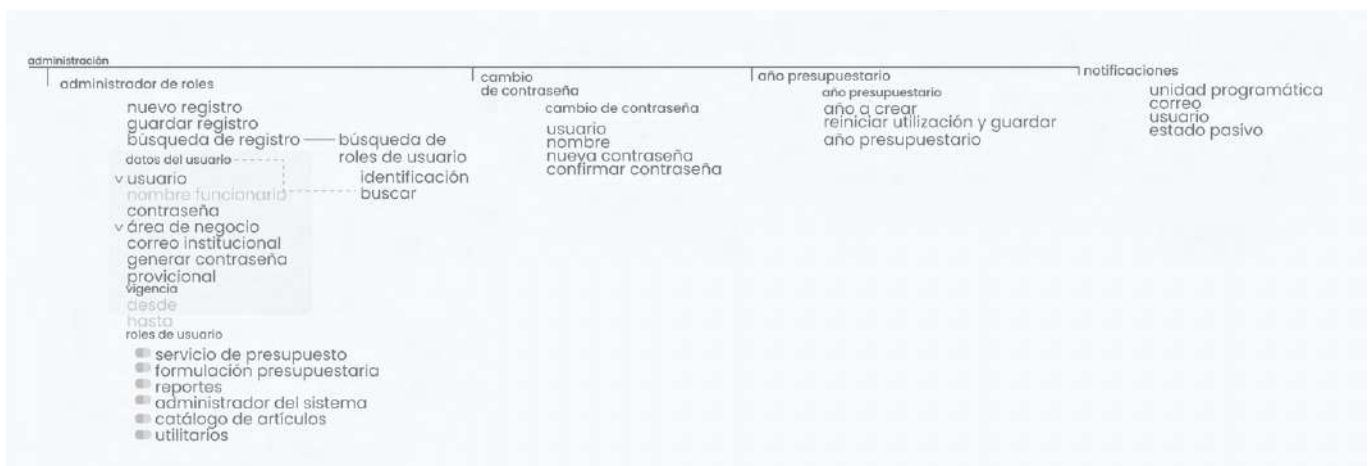 administración
administrador de roles
nuevo registro
guardar registro
búsqueda de registro
búsqueda de
roles de usuario
identificación
buscar
datos del usuario
v usuario
nombre funcionario
contraseña
v área de negocio
correo institucional
generar contraseña
provicional
vigencia
desde
hasta
roles de usuario
servicio de presupuesto
formulación presupuestaria
reportes
administrador del sistema
catálogo de artículos
utilitarios
cambio
de contraseña
cambio de contraseña
usuario
nombre
nueva contraseña
confirmar contraseña
año presupuestario
año presupuestario
año a crear
reiniciar utilización y guardar
año presupuestario
notificaciones
unidad programática
correo
usuario
estado pasivo